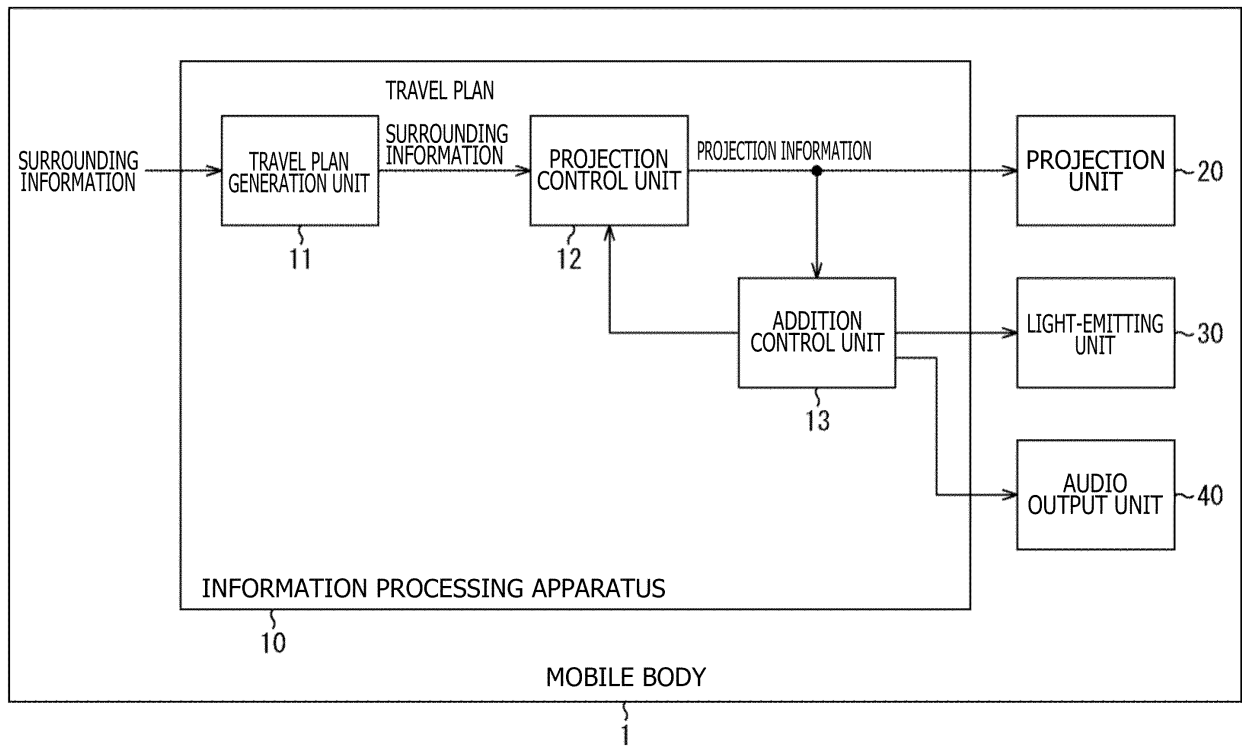 TRAVEL PLAN
SURROUNDING
INFORMATION
TRAVEL PLAN
GENERATION UNIT
11
SURROUNDING
INFORMATION
PROJECTION
CONTROL UNIT
12
PROJECTION INFORMATION
PROJECTION
UNIT
20
ADDITION
CONTROL UNIT
13
LIGHT-EMITTING
UNIT
30
AUDIO
OUTPUT UNIT
40
INFORMATION PROCESSING APPARATUS
10
MOBILE BODY
1